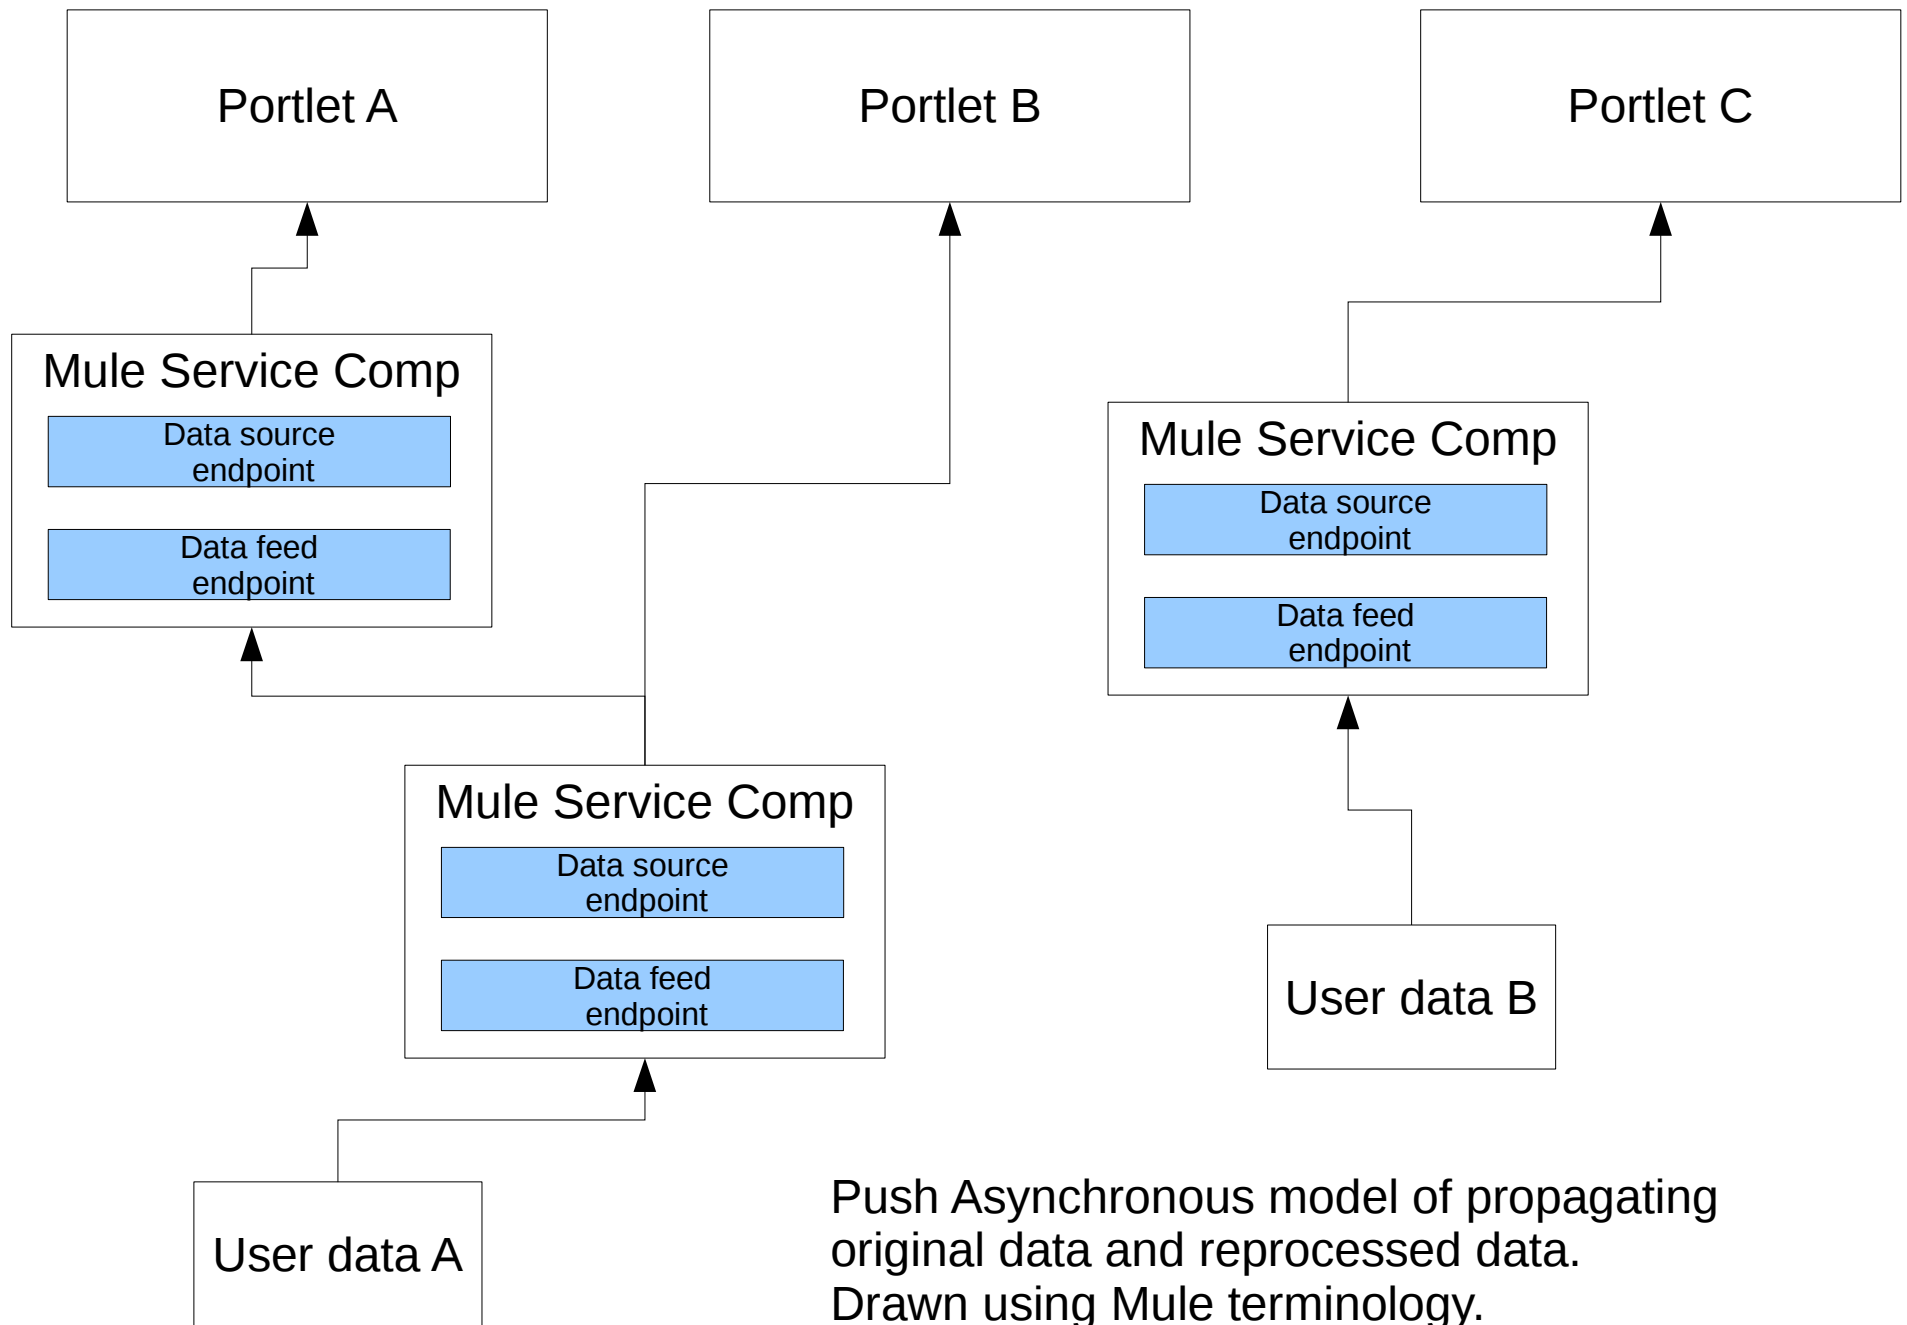 Portlet A
Portlet B
Portlet C
Mule Service Comp
Data source
endpoint
Data feed
endpoint
Mule Service Comp
Data source
endpoint
Data feed
endpoint
Mule Service Comp
Data source
endpoint
Data feed
endpoint
User data B
User data A
Push Asynchronous model of propagating
original data and reprocessed data.
Drawn using Mule terminology.